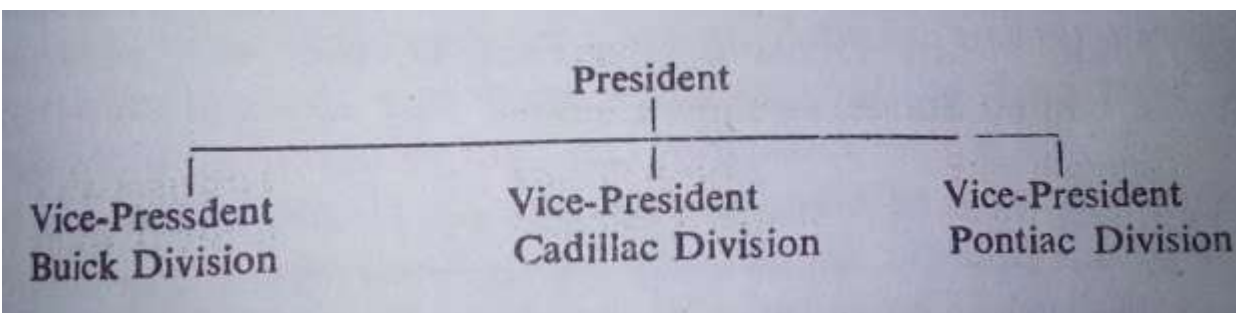 President
Vice-Pressdent
Buick Division
Vice-President
Cadillac Division
Vice-President
Pontiac Division